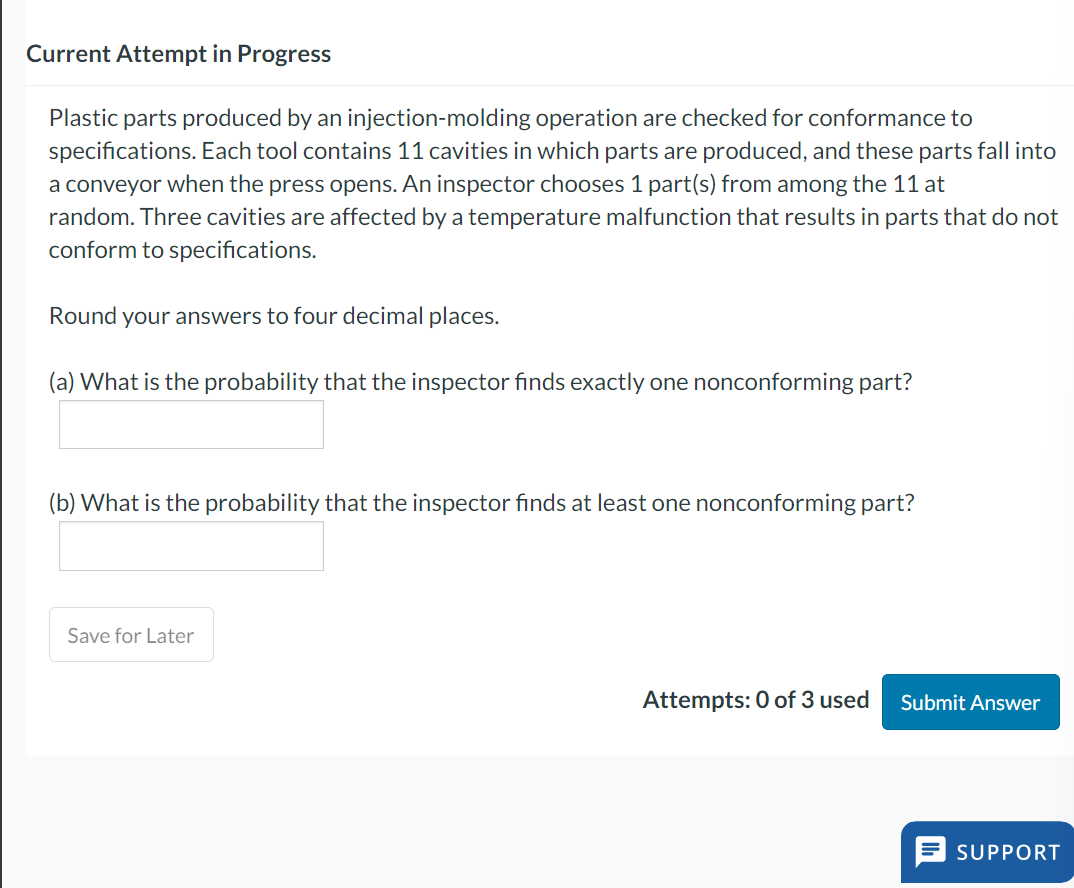 Current Attempt in Progress
Plastic parts produced by an injection-molding operation are checked for conformance to
specifications. Each tool contains 11 cavities in which parts are produced, and these parts fall into
a conveyor when the press opens. An inspector chooses 1 part(s) from among the 11 at
random. Three cavities are affected by a temperature malfunction that results in parts that do not
conform to specifications.
Round your answers to four decimal places.
(a) What is the probability that the inspector finds exactly one nonconforming part?
(b) What is the probability that the inspector finds at least one nonconforming part?
Save for Later
Attempts: 0 of 3 used
Submit Answer
SUPPORT